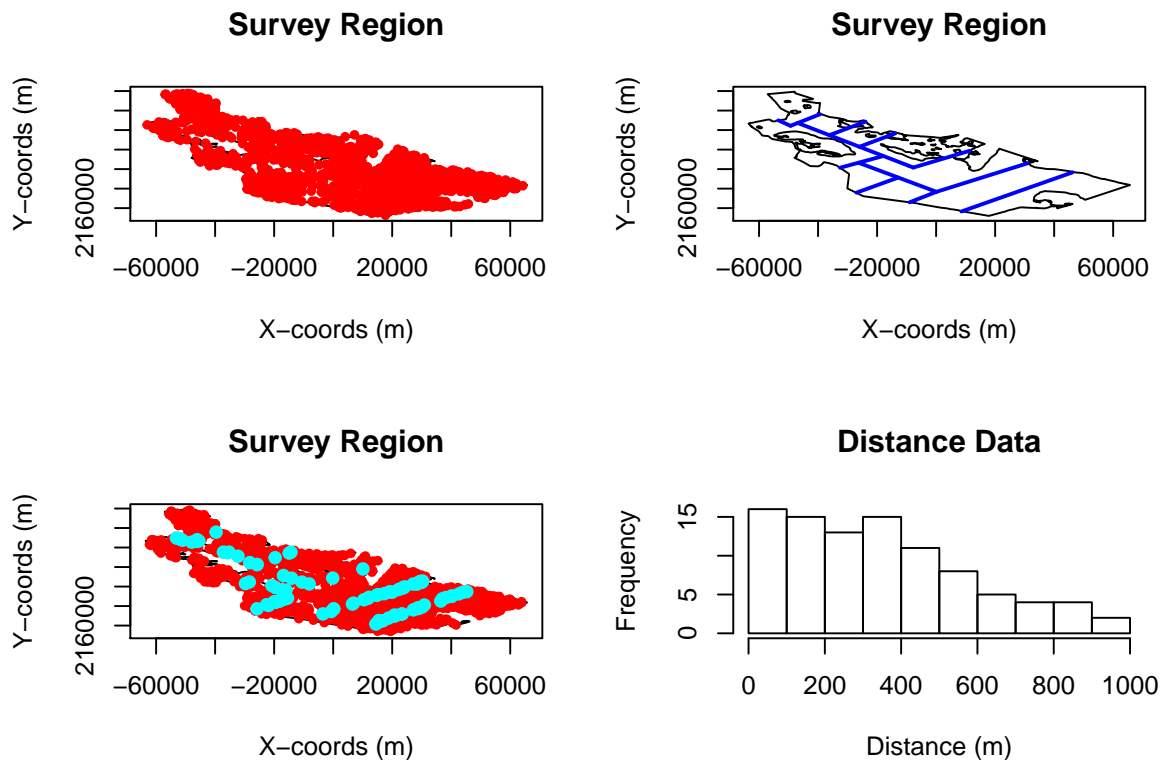 Survey Region
Y−coords (m)
2160000
−60000 −20000 20000 60000
X−coords (m)
Survey Region
Y−coords (m)
2160000
−60000 −20000 20000 60000
X−coords (m)
Survey Region
Y−coords (m)
2160000
−60000 −20000 20000 60000
X−coords (m)
Distance Data
Frequency
15
5
0
0 200 400 600 800 1000
Distance (m)